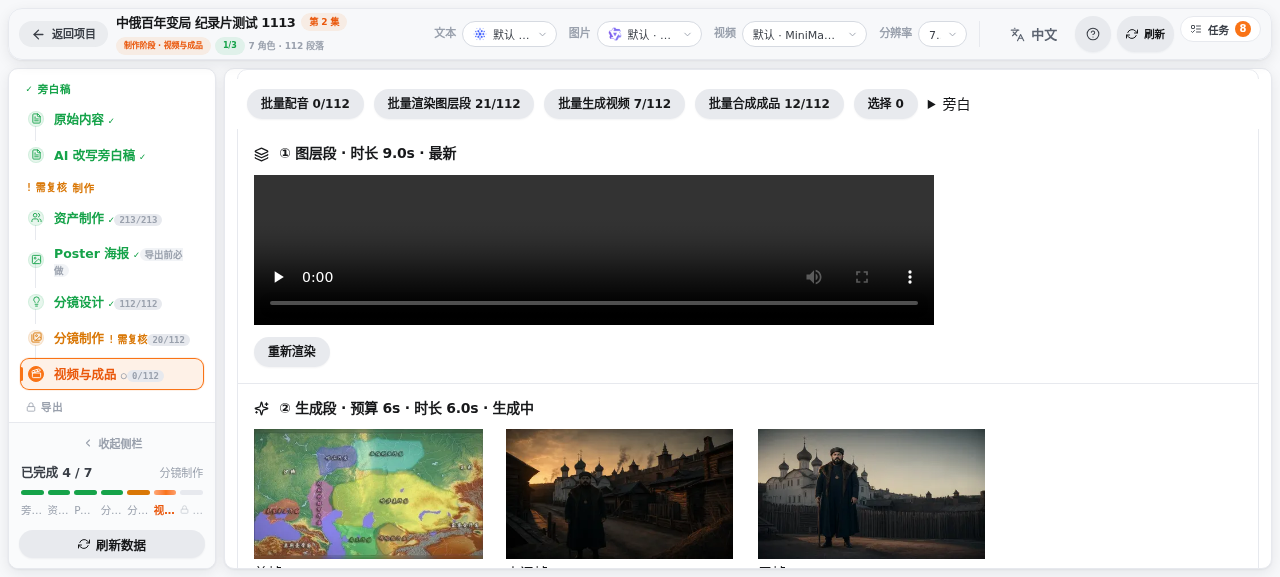 返回项目
中俄百年变局 纪录片测试 1113 第 2 集
制作阶段 · 视频与成品 1/3 7 角色 · 112 段落
文本 默认 ...
图片 默认 · ...
视频 默认 · MiniMa...
分辨率 7.
中文
刷新
任务 8
✓ 旁白稿
原始内容 ✓
AI 改写旁白稿 ✓
! 需复核 制作
资产制作 ✓ 213/213
Poster 海报 ✓ 导出前必
做
分镜设计 ✓ 112/112
分镜制作 ! 需复核 20/112
视频与成品 ○ 0/112
导出
收起侧栏
已完成 4 / 7 分镜制作
旁... 资... P... 分... 分... 视... ...
刷新数据
批量配音 0/112 批量渲染图层段 21/112 批量生成视频 7/112 批量合成成品 12/112 选择 0 ▶ 旁白
① 图层段 · 时长 9.0s · 最新
0:00
重新渲染
② 生成段 · 预算 6s · 时长 6.0s · 生成中